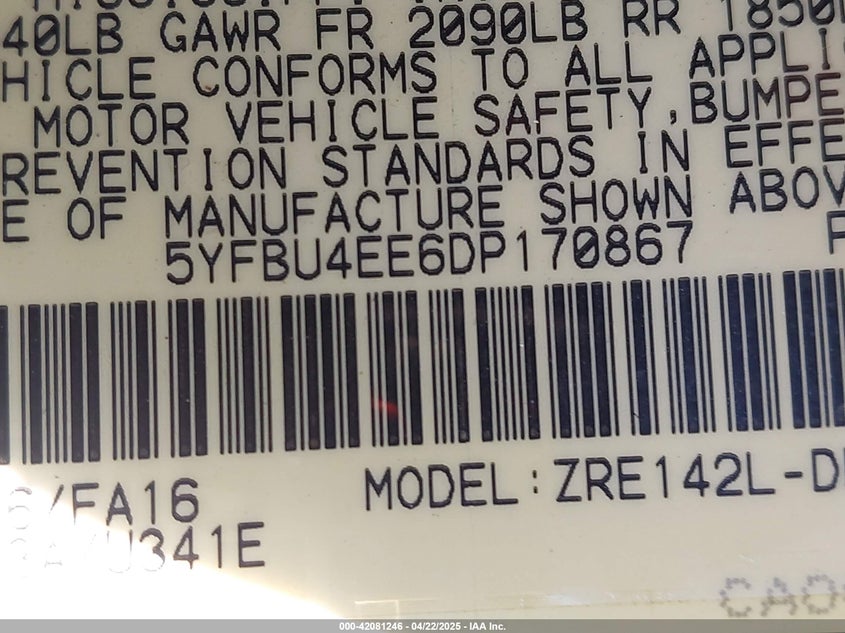 40LB GAWR FR 2090LB RR 1850
HICLE CONFORMS TO ALL APPLI
MOTOR VEHICLE SAFETY,BUMPE
REVENTION STANDARDS IN EFFE
E OF MANUFACTURE SHOWN ABOV
5YFBU4EE6DP170867
/FA16 MODEL:ZRE142L-D
U341E
CAO
000-42081246 - 04/22/2025 - IAA Inc.